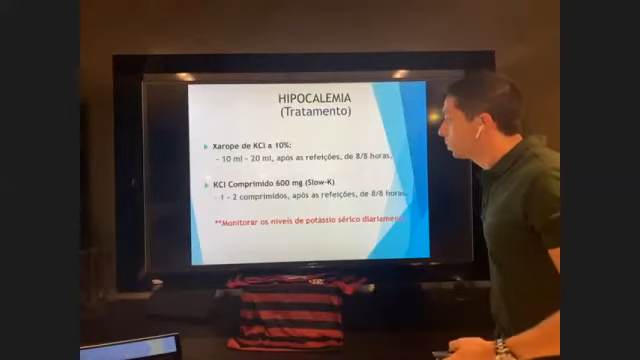 HIPOCALEMIA
(Tratamento)
Xarope de KCl a 10%:
- 10 ml - 20 ml, após as refeições, de 8/8 horas.
KCl Comprimido 600 mg (Slow-K)
- 1 - 2 comprimidos, após as refeições, de 8/8 horas.
**Monitorar os níveis de potássio sérico diariamente